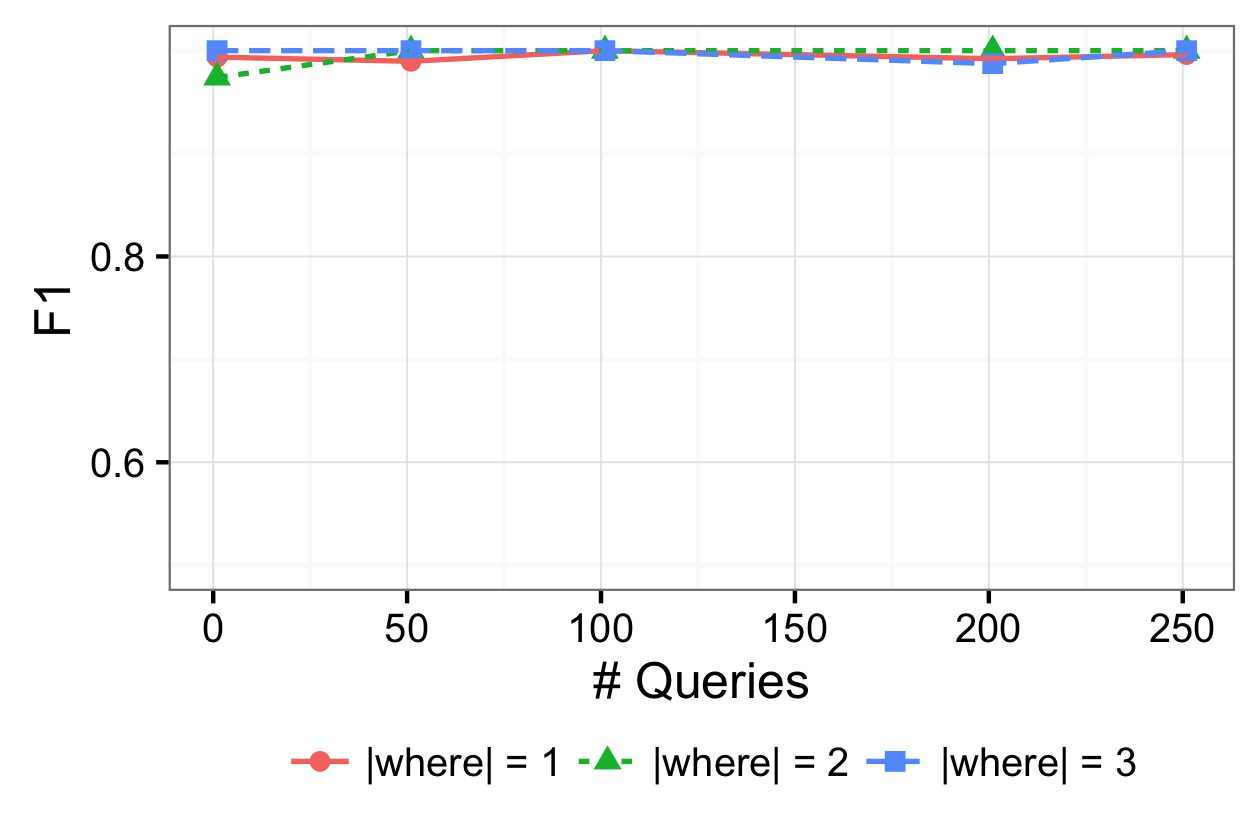 F1
0.8
0.6
0 50 100 150 200 250
# Queries
|where| = 1 |where| = 2 |where| = 3